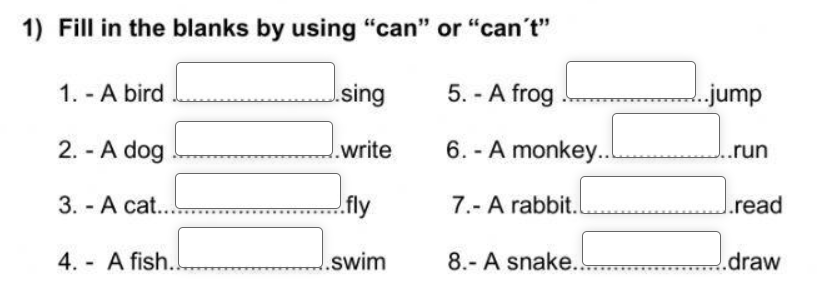 1) Fill in the blanks by using “can” or “can´t”
1. - A bird ..........................sing
5. - A frog ........................jump
2. - A dog ..........................write
6. - A monkey......................run
3. - A cat..............................fly
7.- A rabbit..........................read
4. - A fish..........................swim
8.- A snake..........................draw